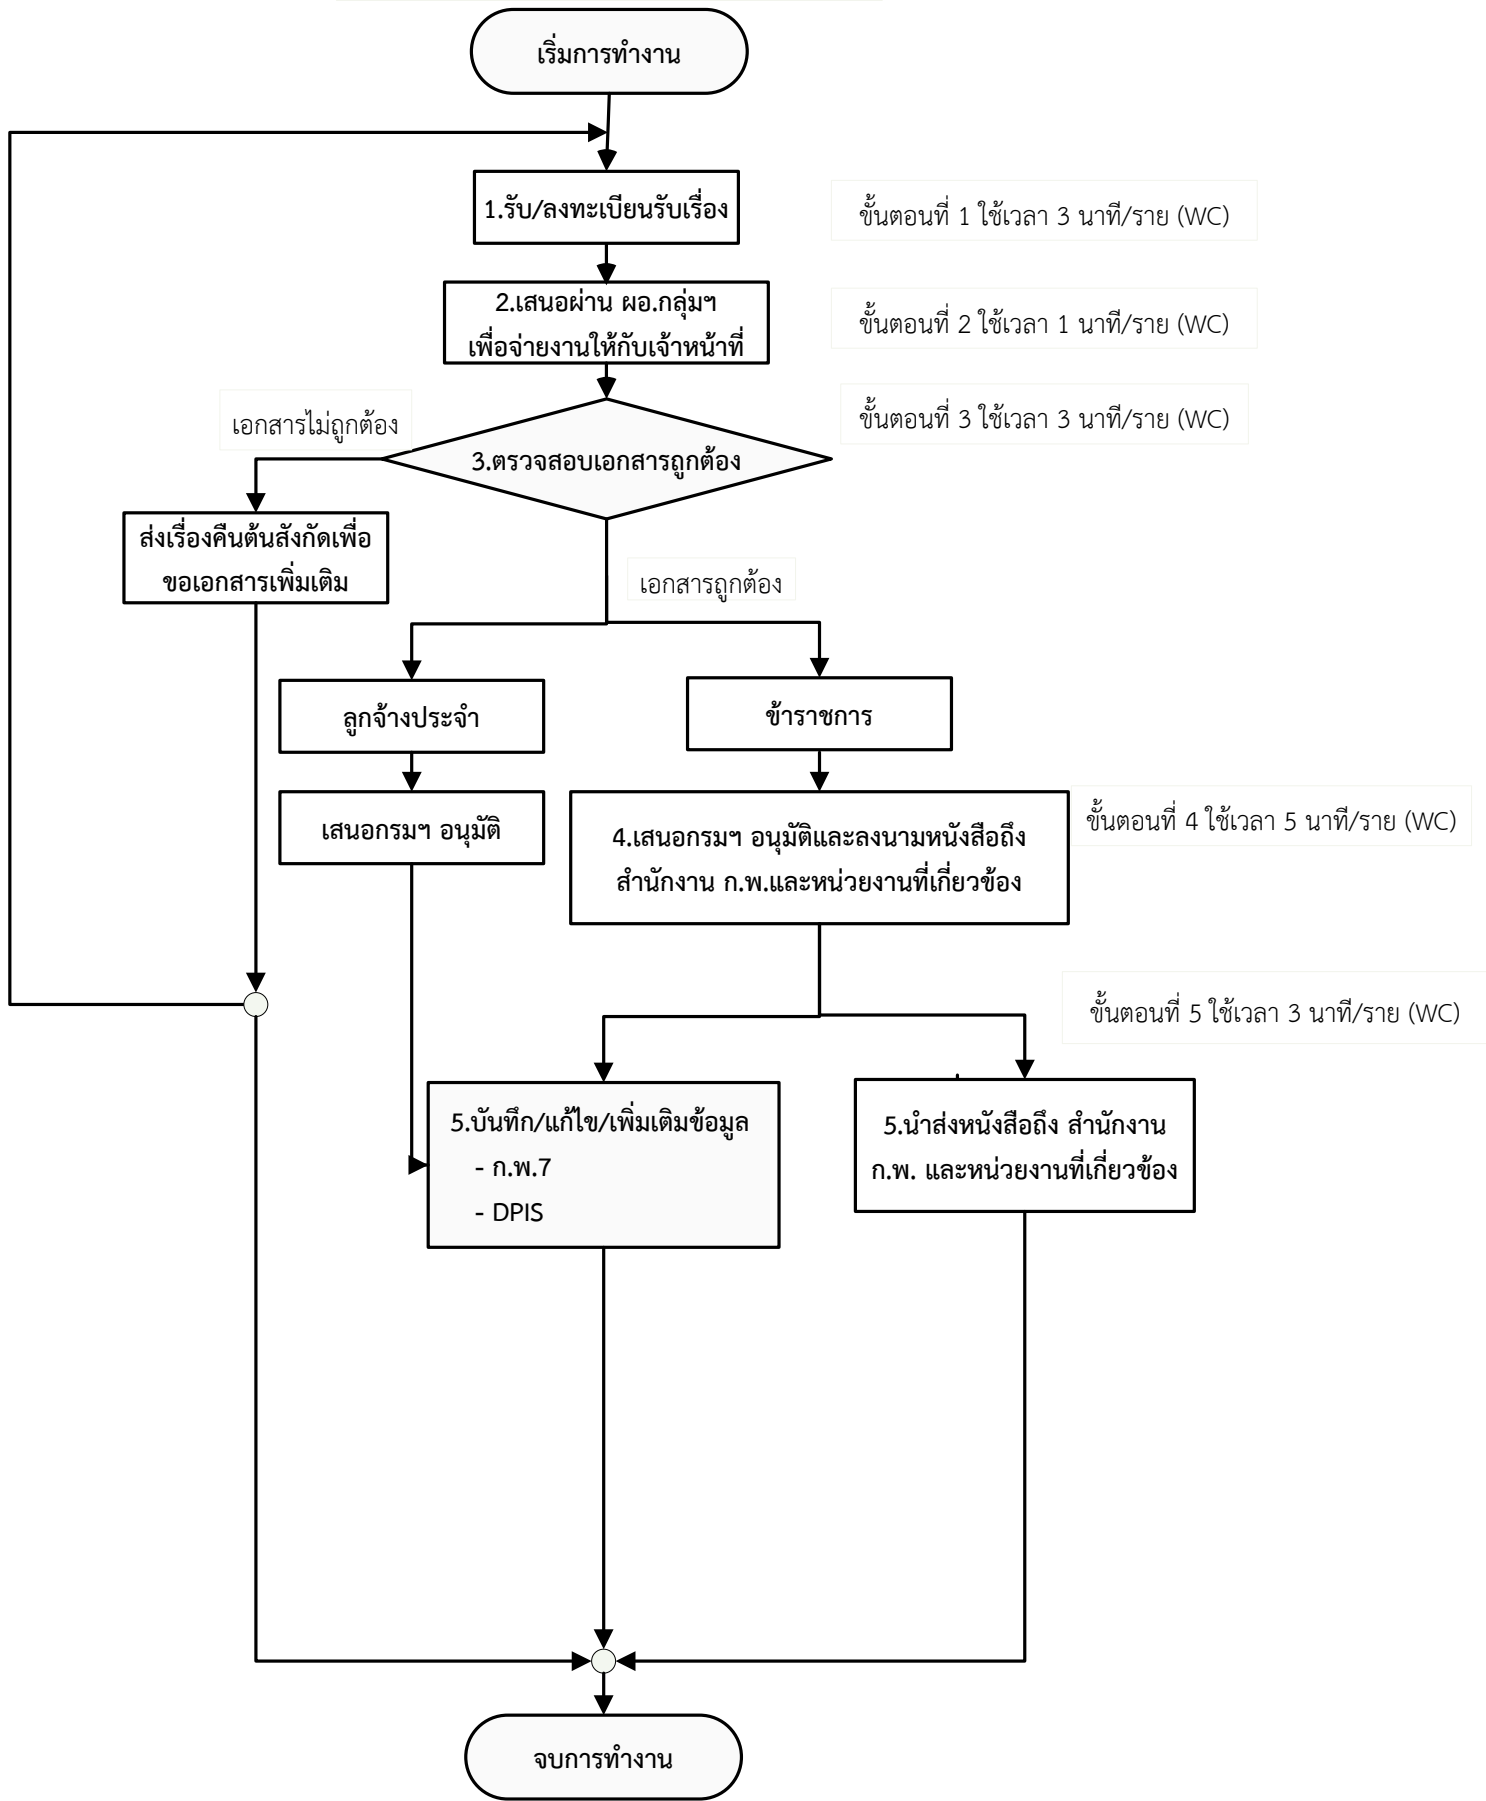 เริ่มการทำงาน
1.รับ/ลงทะเบียนรับเรื่อง
ขั้นตอนที่ 1 ใช้เวลา 3 นาที/ราย (WC)
2.เสนอผ่าน ผอ.กลุ่มฯ
เพื่อจ่ายงานให้กับเจ้าหน้าที่
ขั้นตอนที่ 2 ใช้เวลา 1 นาที/ราย (WC)
ขั้นตอนที่ 3 ใช้เวลา 3 นาที/ราย (WC)
เอกสารไม่ถูกต้อง
3.ตรวจสอบเอกสารถูกต้อง
ส่งเรื่องคืนต้นสังกัดเพื่อ
ขอเอกสารเพิ่มเติม
เอกสารถูกต้อง
ลูกจ้างประจำ
ข้าราชการ
เสนอกรมฯ อนุมัติ
4.เสนอกรมฯ อนุมัติและลงนามหนังสือถึง
สำนักงาน ก.พ.และหน่วยงานที่เกี่ยวข้อง
ขั้นตอนที่ 4 ใช้เวลา 5 นาที/ราย (WC)
ขั้นตอนที่ 5 ใช้เวลา 3 นาที/ราย (WC)
5.บันทึก/แก้ไข/เพิ่มเติมข้อมูล
- ก.พ.7
- DPIS
5.นำส่งหนังสือถึง สำนักงาน
ก.พ. และหน่วยงานที่เกี่ยวข้อง
จบการทำงาน